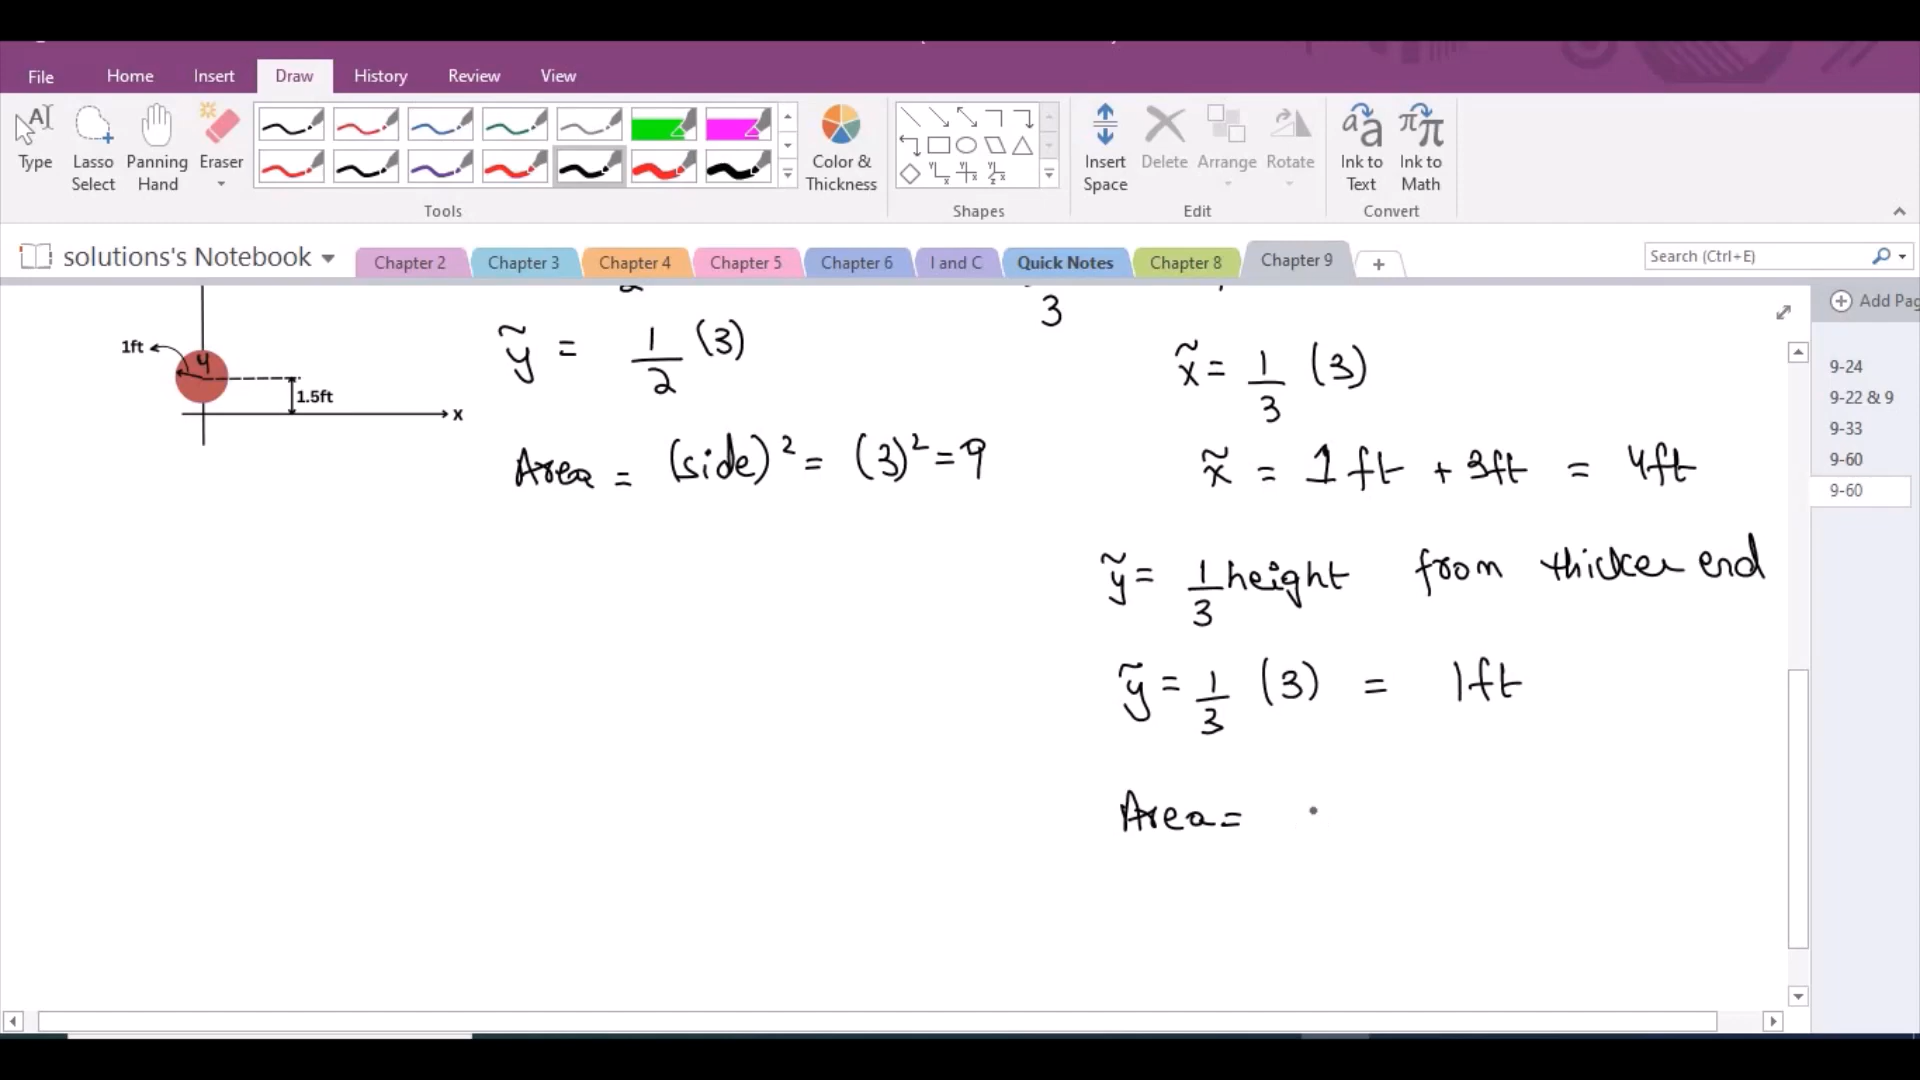 File Home Insert Draw History Review View
Type Lasso Select Panning Hand Eraser Color & Thickness Insert Space Delete Arrange Rotate Ink to Text Ink to Math
Tools Shapes Edit Convert
solutions's Notebook Chapter 2 Chapter 3 Chapter 4 Chapter 5 Chapter 6 I and C Quick Notes Chapter 8 Chapter 9 + Search (Ctrl+E)
Add Pag
9-24
9-22 & 9
9-33
9-60
9-60
1ft
4
1.5ft
x
2
ỹ = 1/2 (3)
Area = (side)² = (3)² = 9
3
x̃ = 1/3 (3)
x̃ = 1ft + 3ft = 4ft
ỹ = 1/3 height from thicker end
ỹ = 1/3 (3) = 1ft
Area =